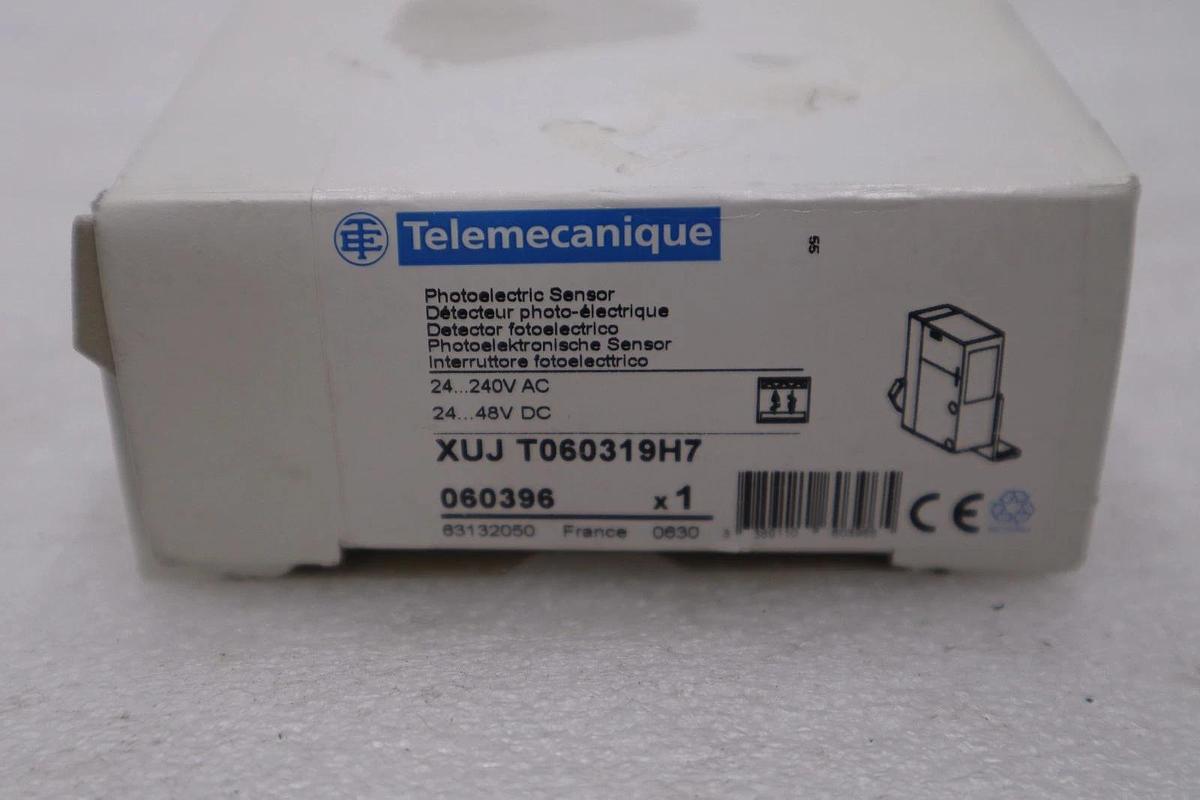 Telemecanique
55
Photoelectric Sensor
Détecteur photo-électrique
Detector fotoelectrico
Photoelektronische Sensor
Interruttore fotoelecttrico
24...240V AC
24...48V DC
XUJ T060319H7
060396 x1
63132050 France 0630
CE